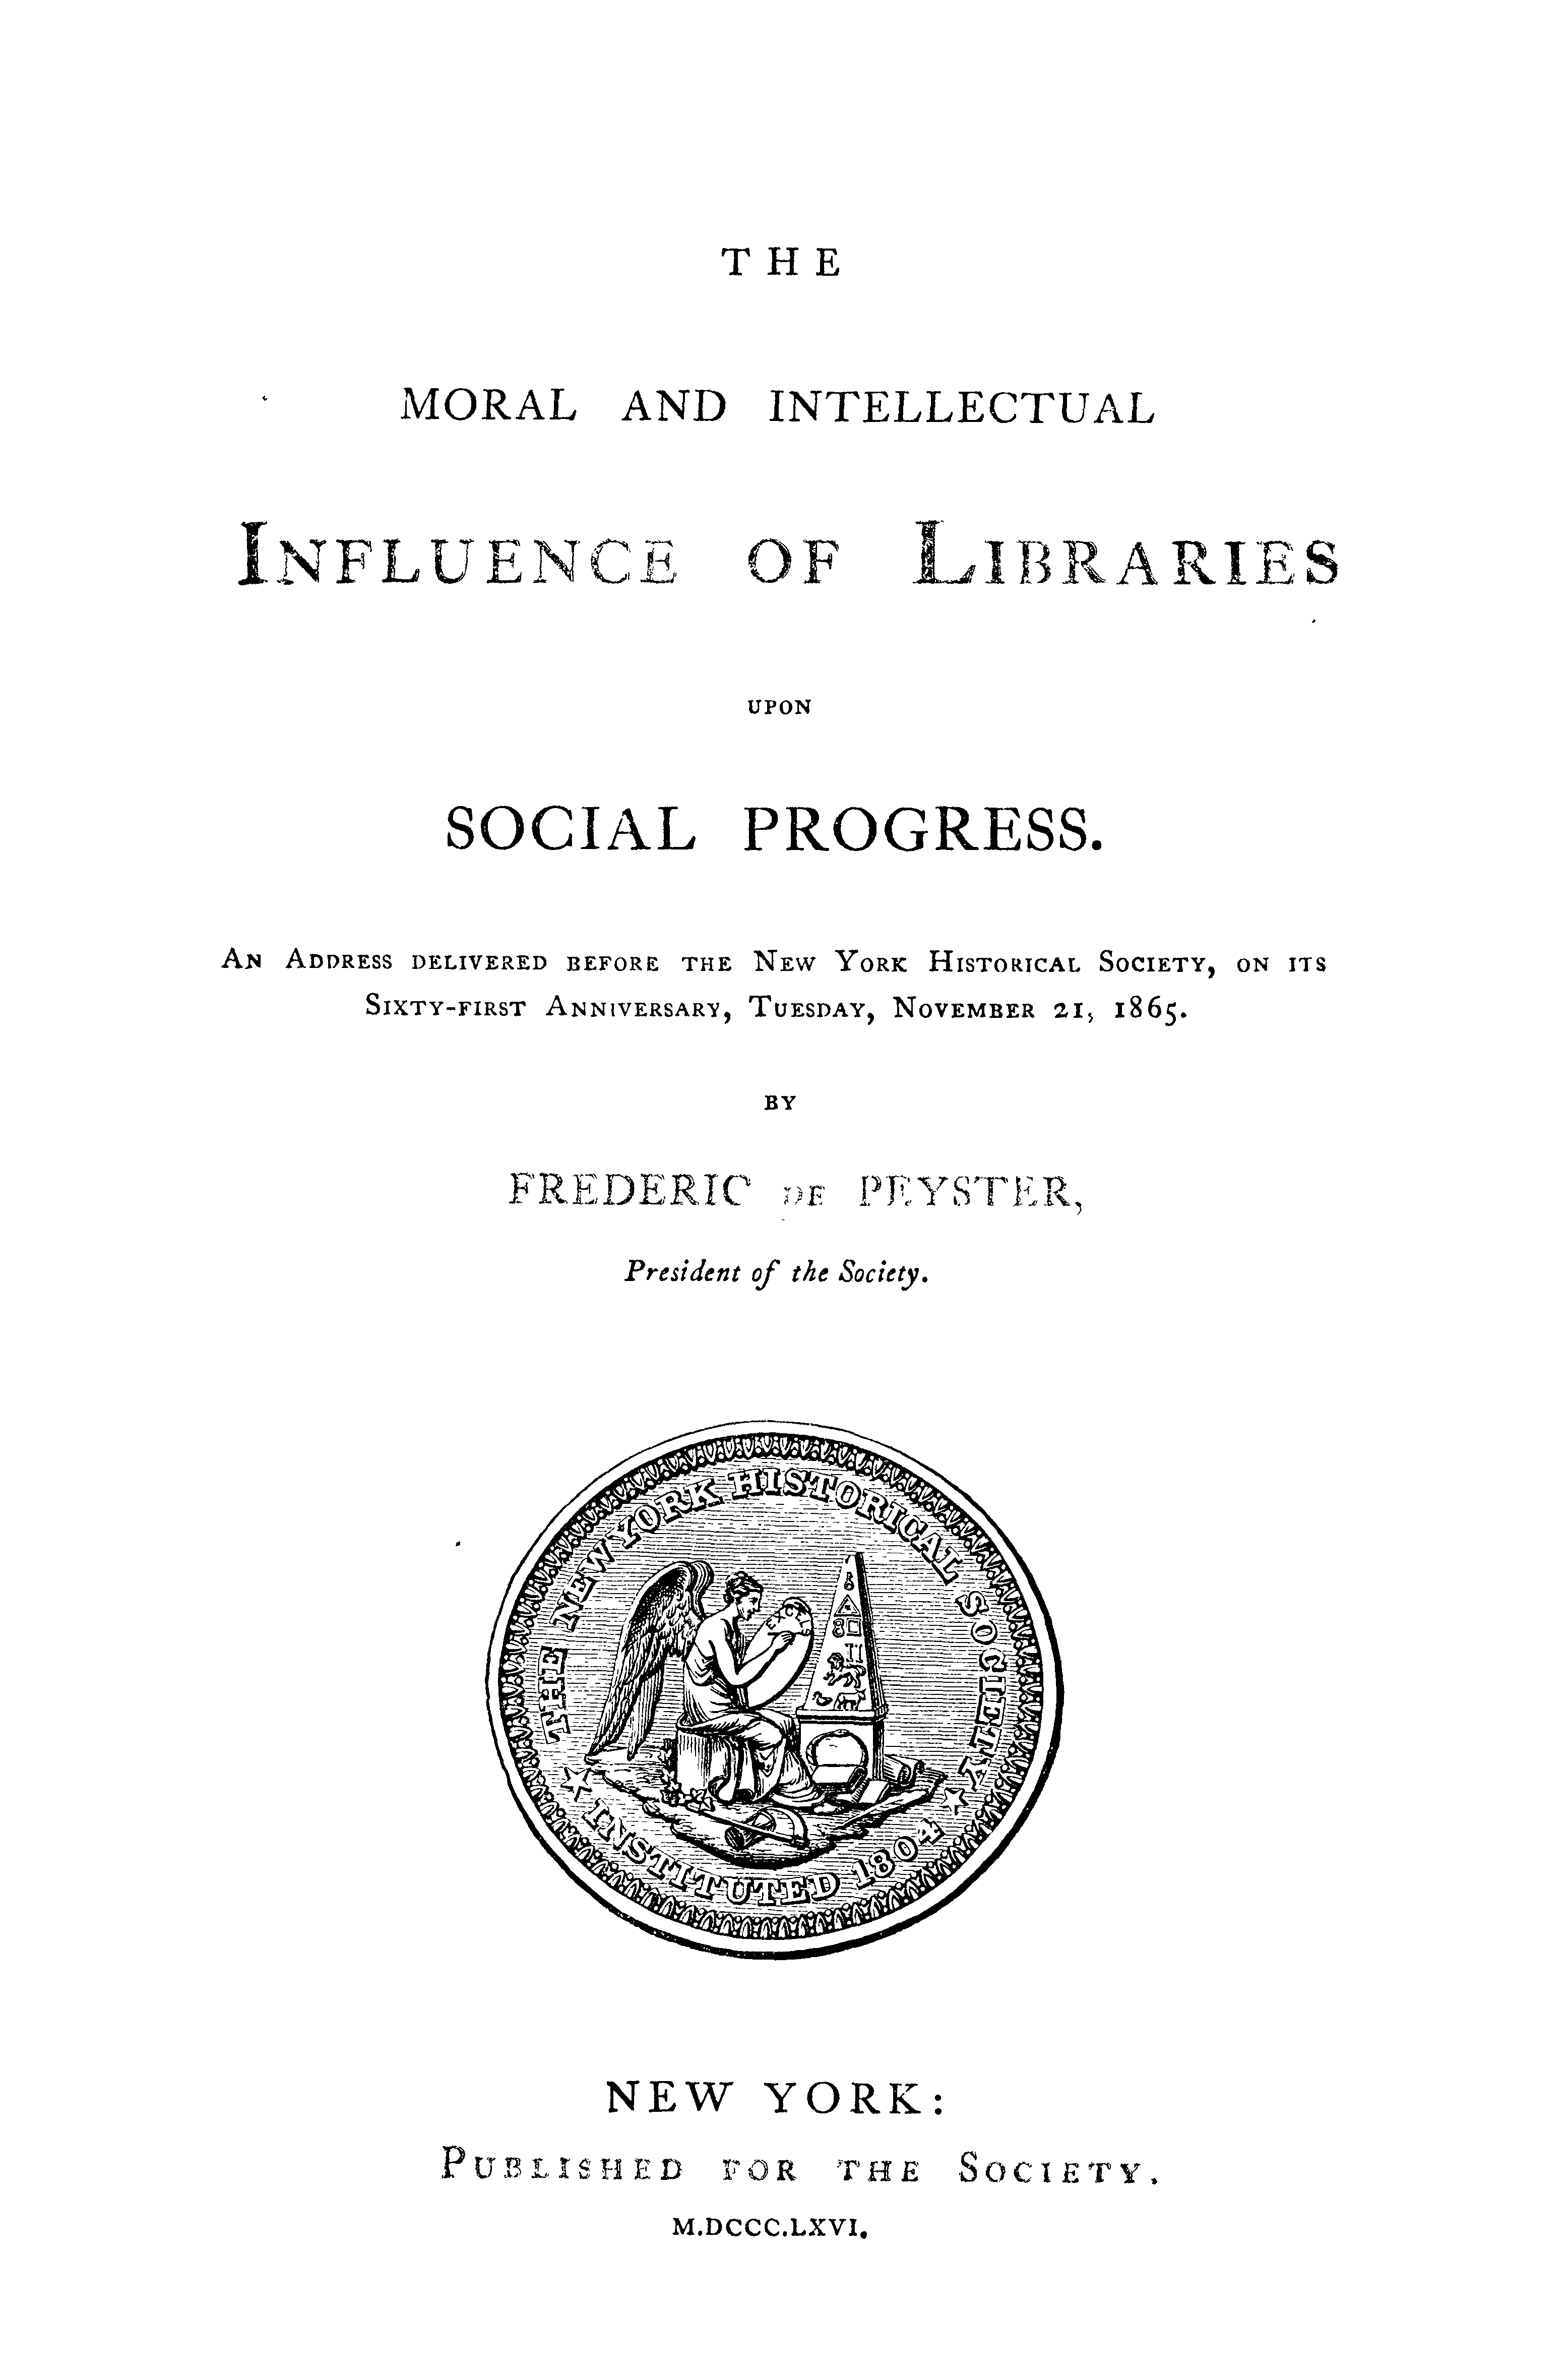 THE
MORAL AND INTELLECTUAL
INFLUENCE OF LIBRARIES
UPON
SOCIAL PROGRESS.
AN ADDRESS DELIVERED BEFORE THE NEW YORK HISTORICAL SOCIETY, ON ITS
SIXTY-FIRST ANNIVERSARY, TUESDAY, NOVEMBER 21, 1865.
BY
FREDERIC DE PEYSTER,
President of the Society.
THE NEW YORK HISTORICAL SOCIETY
EXCELS
INSTITUTED 1804
NEW YORK:
PUBLISHED FOR THE SOCIETY.
M.DCCC.LXVI.